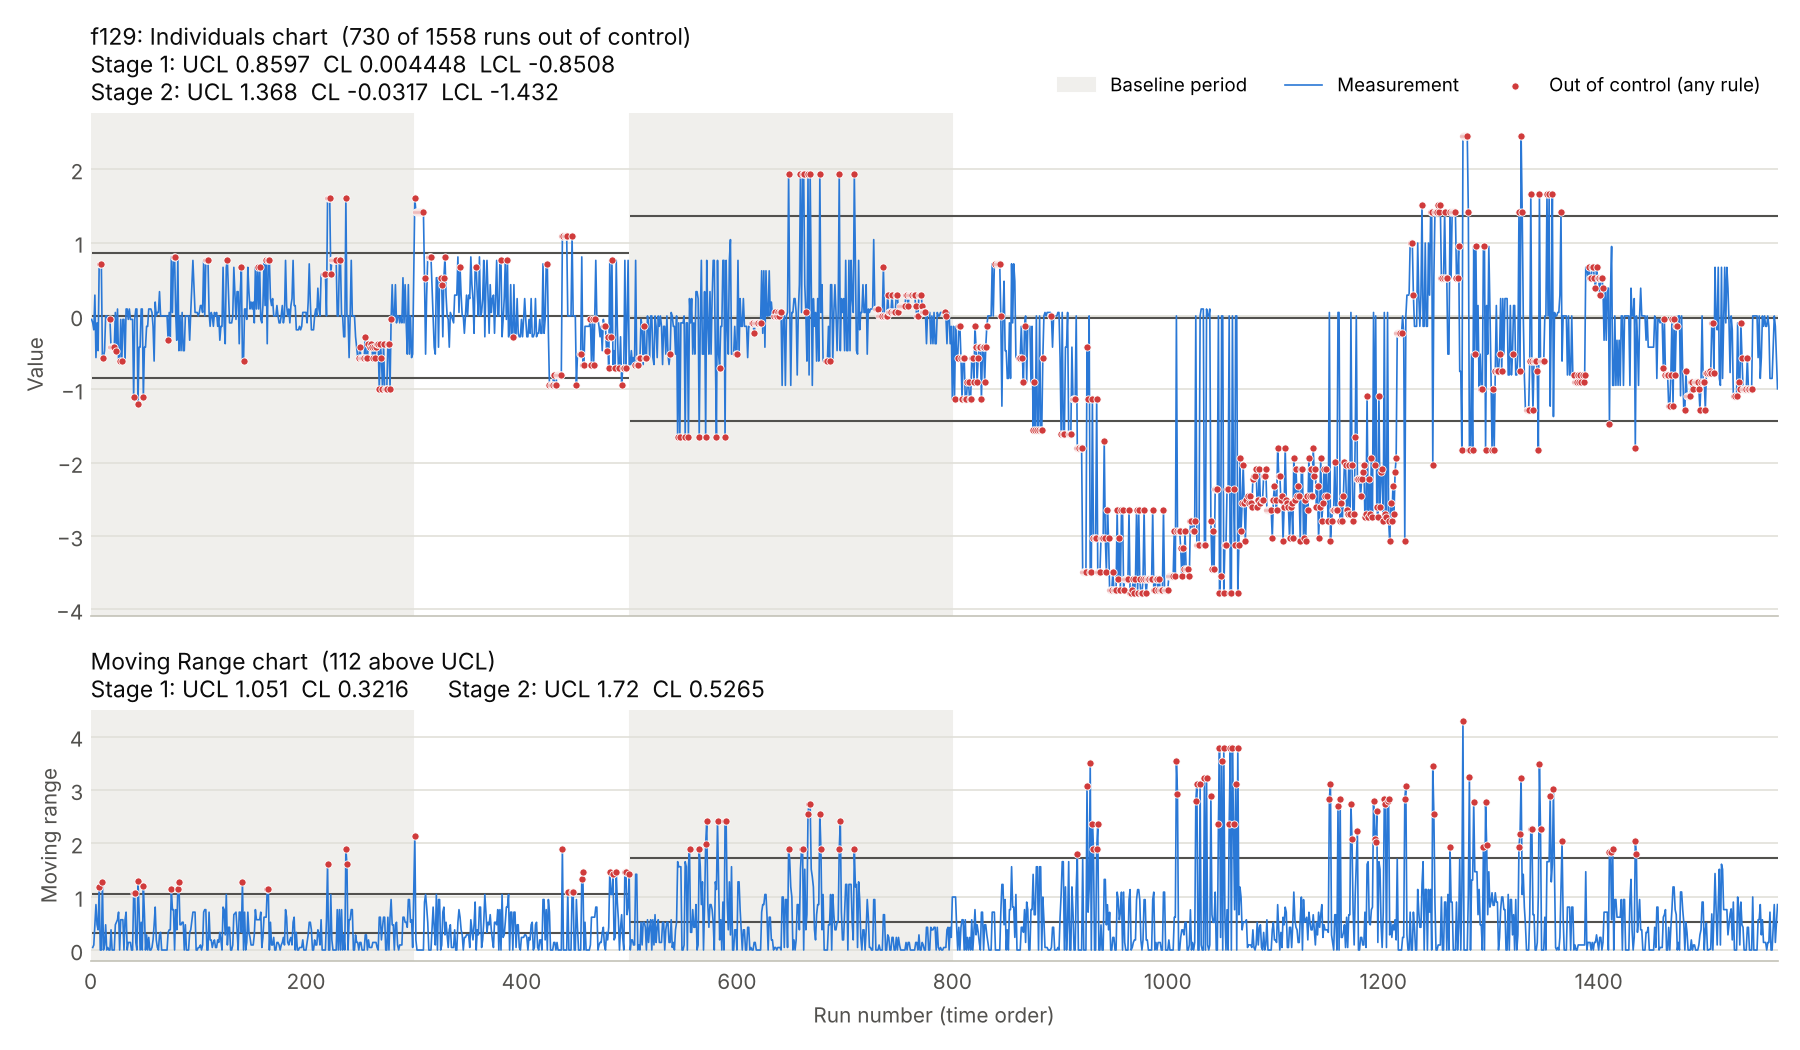 f129: Individuals chart  (730 of 1558 runs out of control)
Stage 1: UCL 0.8597  CL 0.004448  LCL -0.8508
Stage 2: UCL 1.368  CL -0.0317  LCL -1.432
Baseline period
Measurement
Out of control (any rule)
2
1
0
−1
−2
−3
−4
Value
Moving Range chart  (112 above UCL)
Stage 1: UCL 1.051  CL 0.3216      Stage 2: UCL 1.72  CL 0.5265
4
3
2
1
0
Moving range
0 200 400 600 800 1000 1200 1400
Run number (time order)